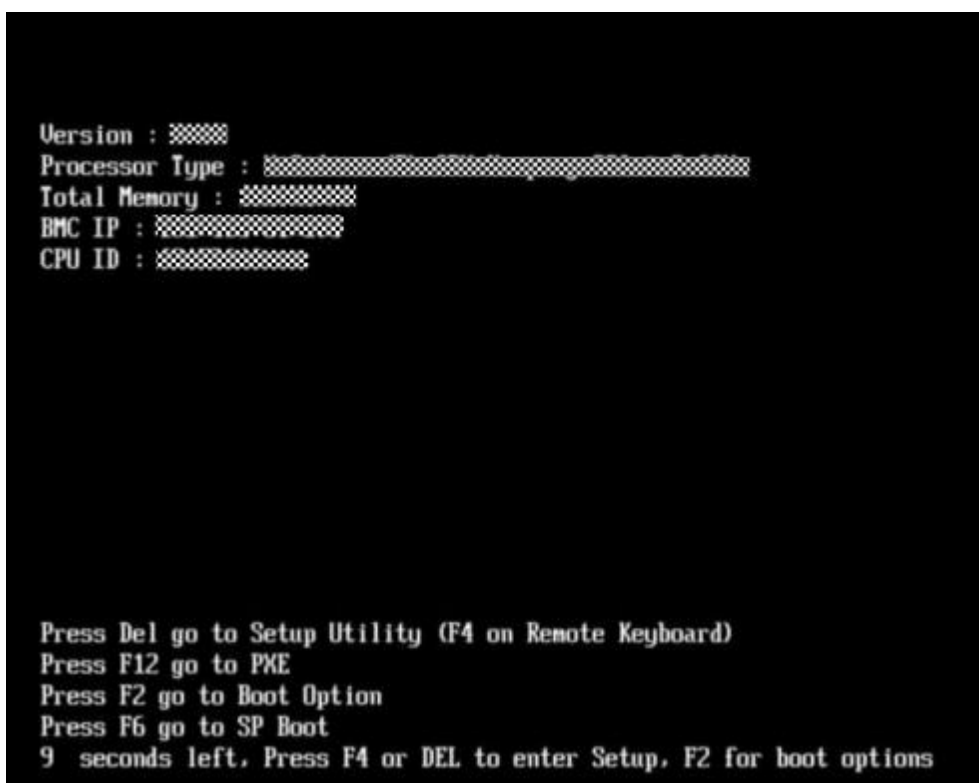 Version :
Processor Type :
Total Memory :
BMC IP :
CPU ID :
Press Del go to Setup Utility (F4 on Remote Keyboard)
Press F12 go to PXE
Press F2 go to Boot Option
Press F6 go to SP Boot
9 seconds left, Press F4 or DEL to enter Setup, F2 for boot options